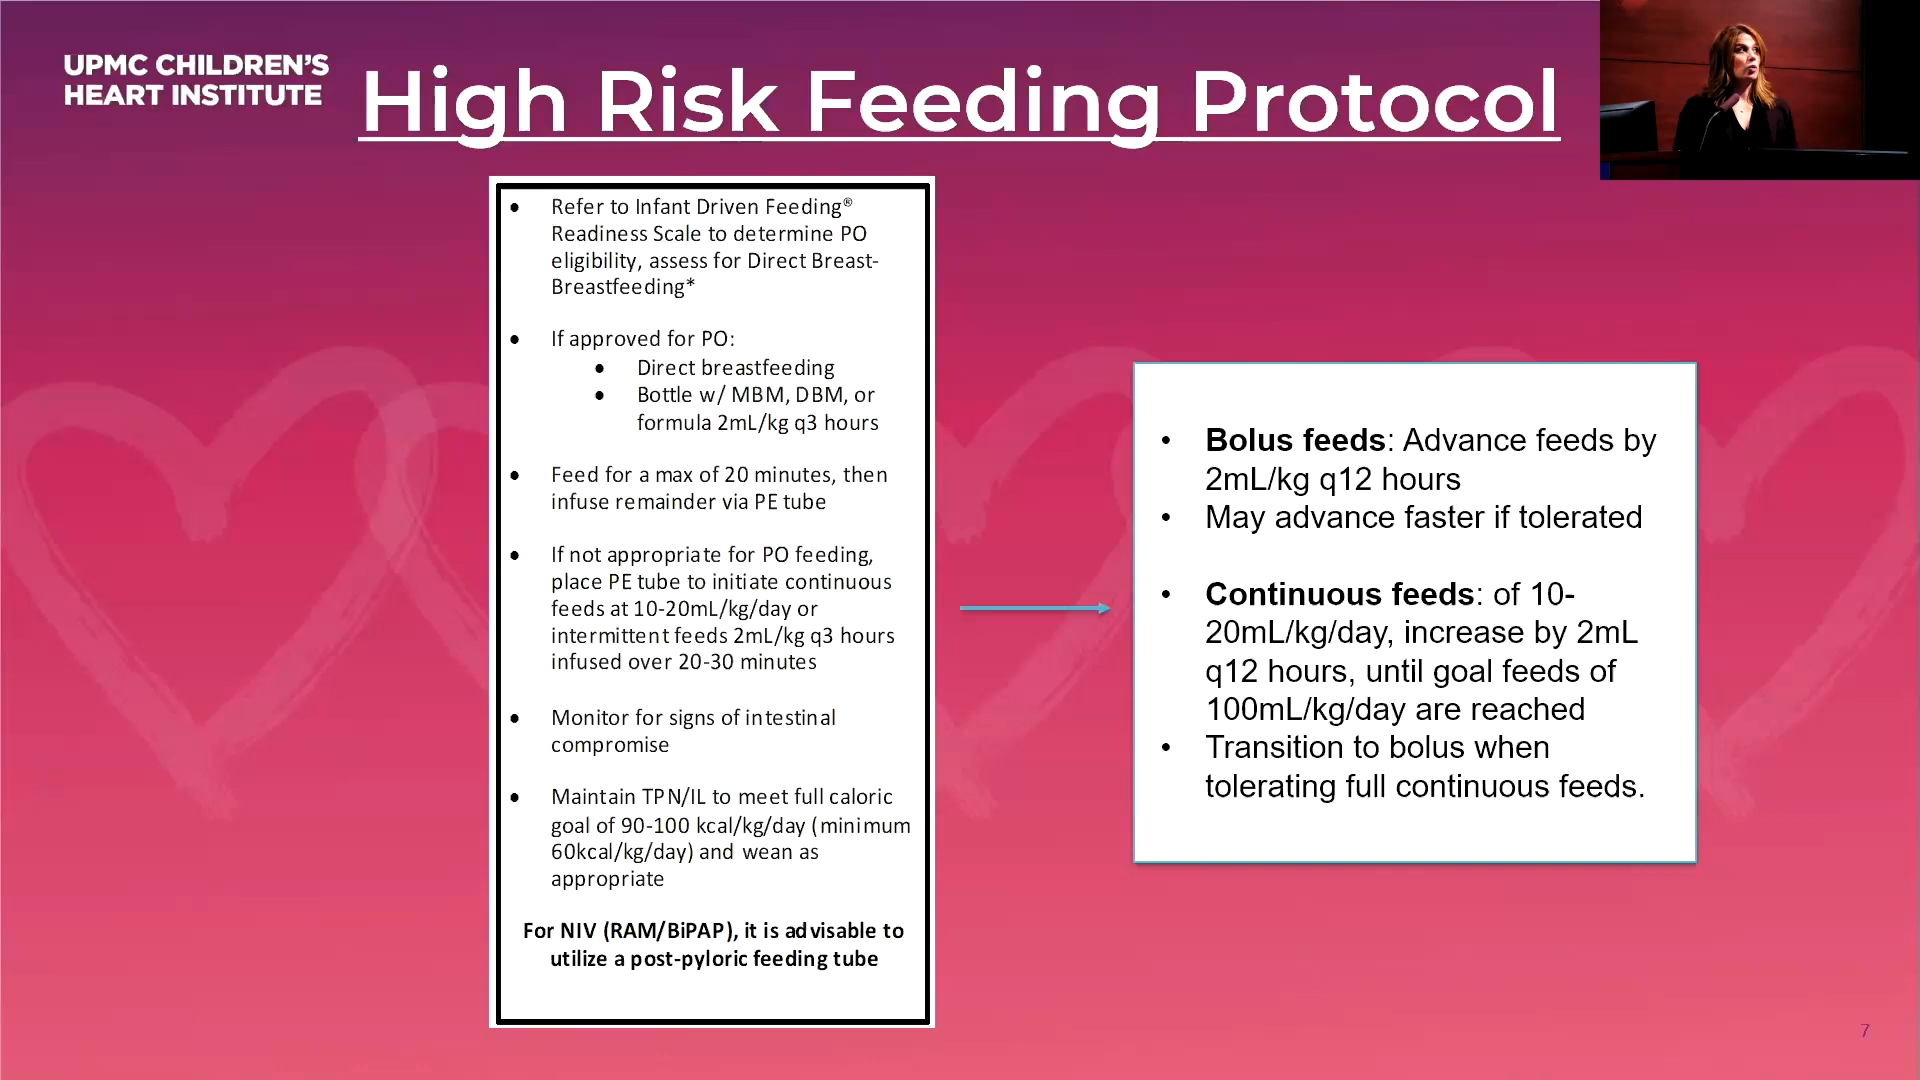 UPMC CHILDREN'S
HEART INSTITUTE
High Risk Feeding Protocol
• Refer to Infant Driven Feeding®
Readiness Scale to determine PO
eligibility, assess for Direct Breast-
Breastfeeding*
• If approved for PO:
• Direct breastfeeding
• Bottle w/ MBM, DBM, or
formula 2mL/kg q3 hours
• Feed for a max of 20 minutes, then
infuse remainder via PE tube
• If not appropriate for PO feeding,
place PE tube to initiate continuous
feeds at 10-20mL/kg/day or
intermittent feeds 2mL/kg q3 hours
infused over 20-30 minutes
• Monitor for signs of intestinal
compromise
• Maintain TPN/IL to meet full caloric
goal of 90-100 kcal/kg/day (minimum
60kcal/kg/day) and wean as
appropriate
For NIV (RAM/BiPAP), it is advisable to
utilize a post-pyloric feeding tube
• Bolus feeds: Advance feeds by
2mL/kg q12 hours
• May advance faster if tolerated
• Continuous feeds: of 10-
20mL/kg/day, increase by 2mL
q12 hours, until goal feeds of
100mL/kg/day are reached
• Transition to bolus when
tolerating full continuous feeds.
7